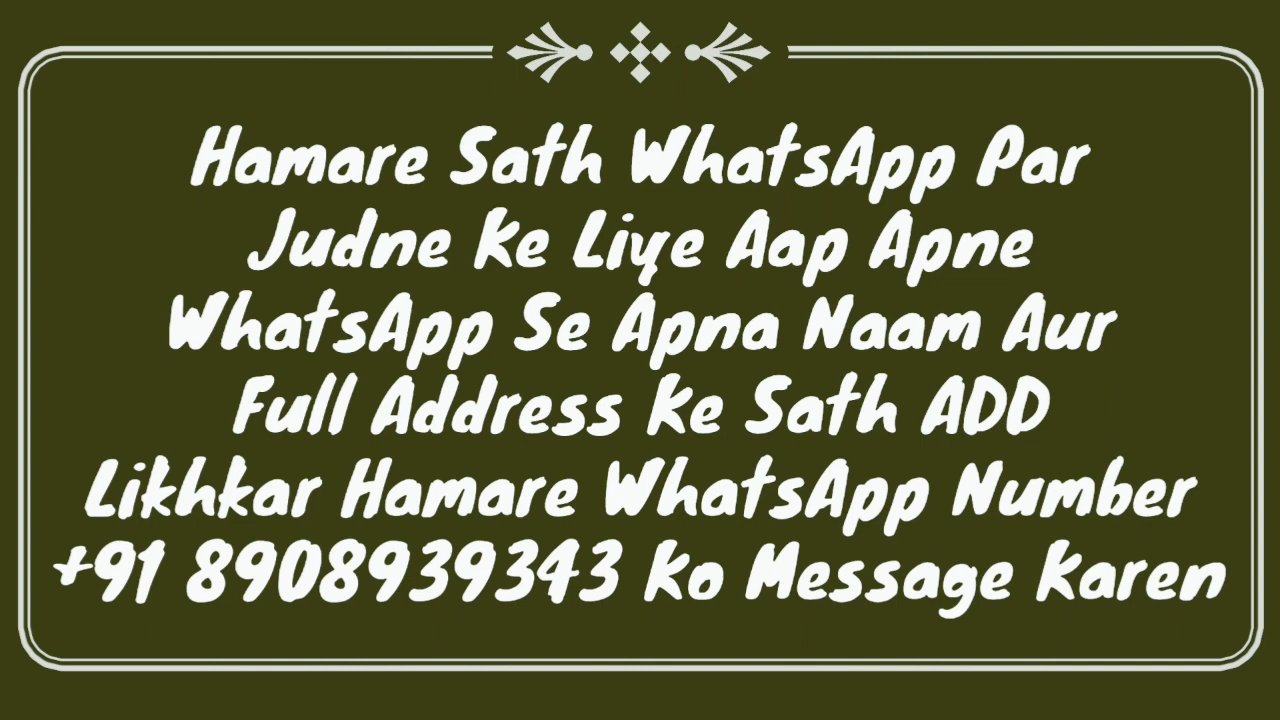 Hamare Sath WhatsApp Par
Judne Ke Liye Aap Apne
WhatsApp Se Apna Naam Aur
Full Address Ke Sath ADD
Likhkar Hamare WhatsApp Number
+91 8908939343 Ko Message Karen